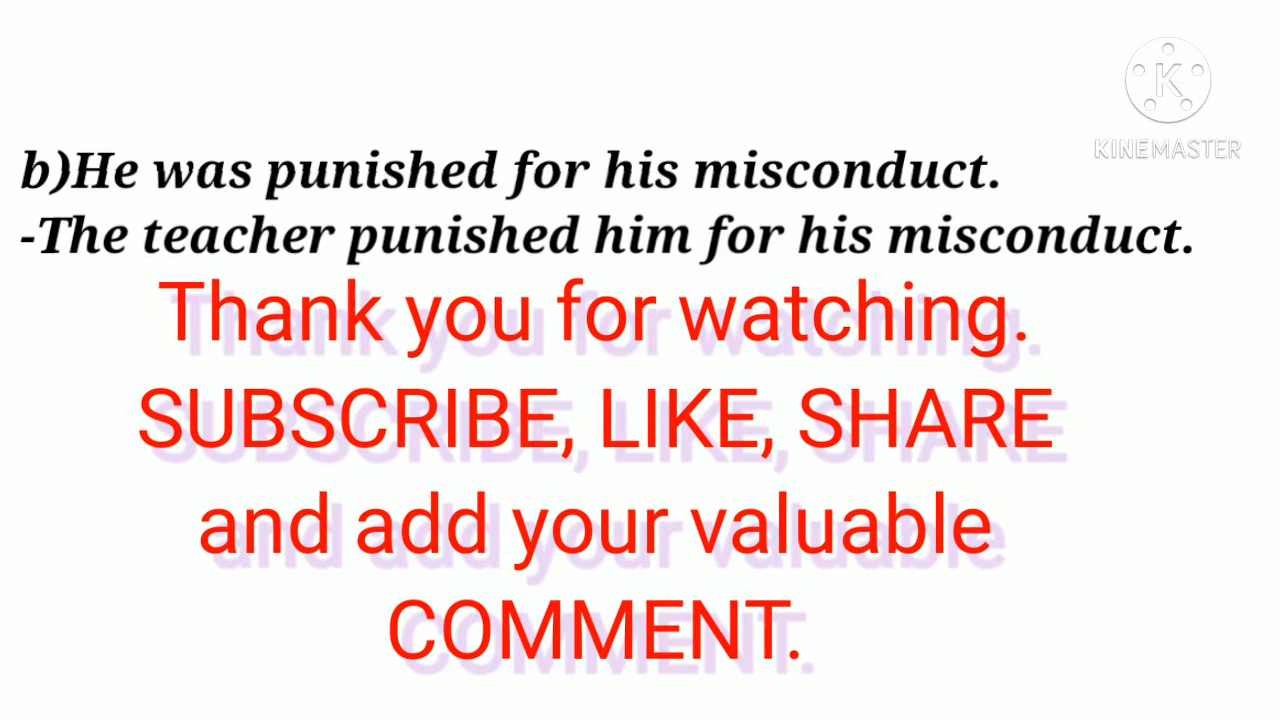 K
KINEMASTER
b)He was punished for his misconduct.
-The teacher punished him for his misconduct.
Thank you for watching.
SUBSCRIBE, LIKE, SHARE
and add your valuable
COMMENT.